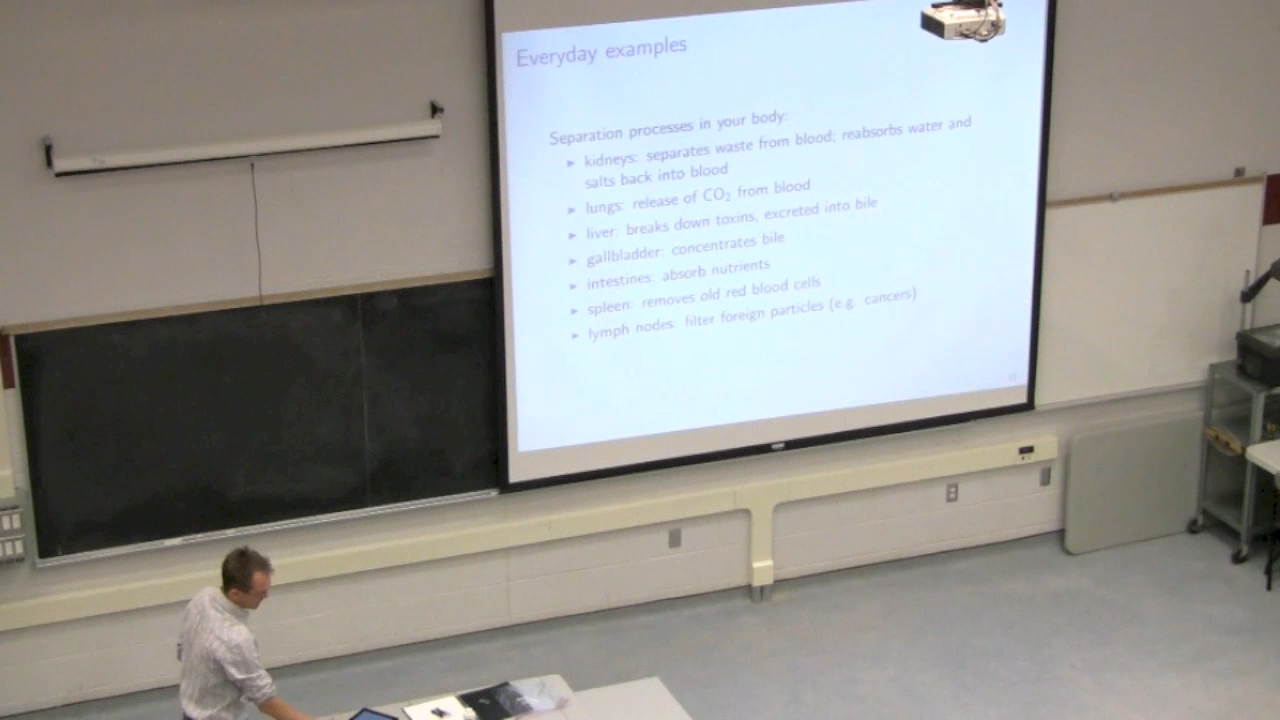 Everyday examples
Separation processes in your body:
► kidneys: separates waste from blood; reabsorbs water and
salts back into blood
► lungs: release of CO₂ from blood
► liver: breaks down toxins, excreted into bile
► gallbladder: concentrates bile
► intestines: absorb nutrients
► spleen: removes old red blood cells
► lymph nodes: filter foreign particles (e.g. cancers)